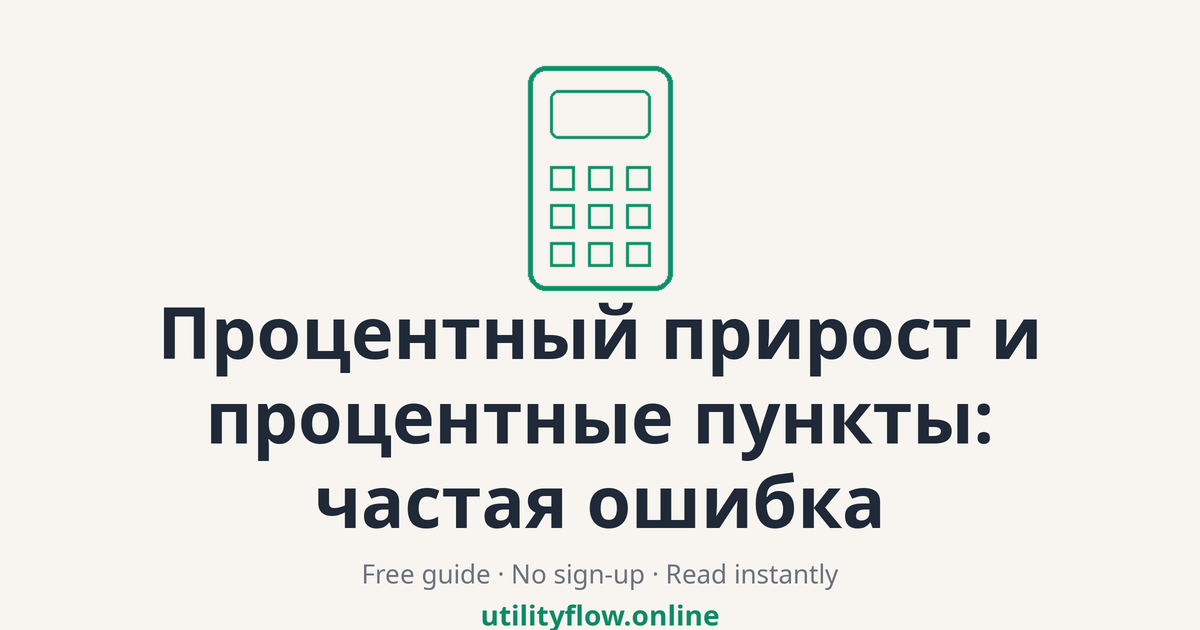 Процентный прирост и
процентные пункты:
частая ошибка
Free guide · No sign-up · Read instantly
utilityflow.online